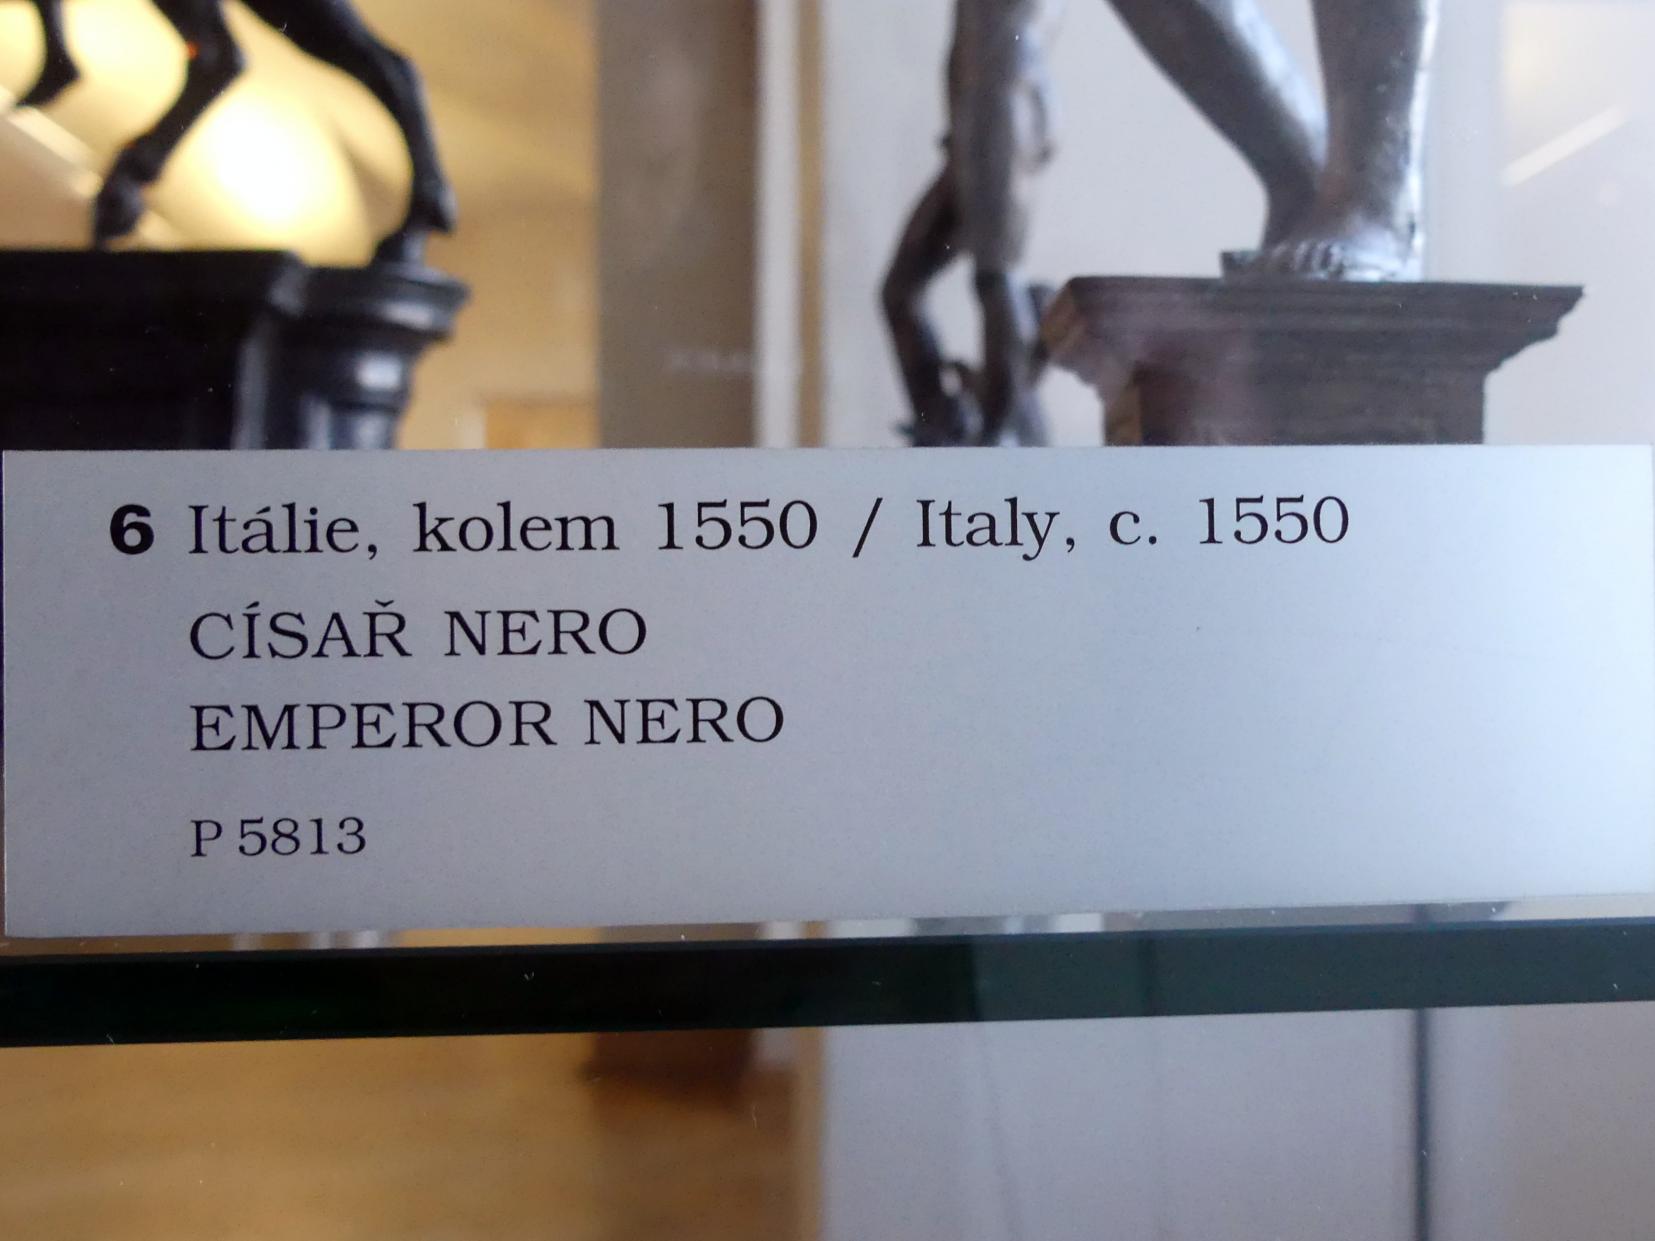 6 Itálie, kolem 1550 / Italy, c. 1550
CÍSAŘ NERO
EMPEROR NERO
P 5813